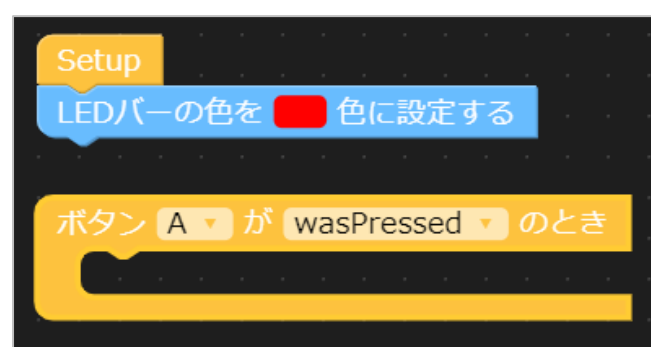 Setup
LEDバーの色を 色に設定する
ボタン A が wasPressed のとき